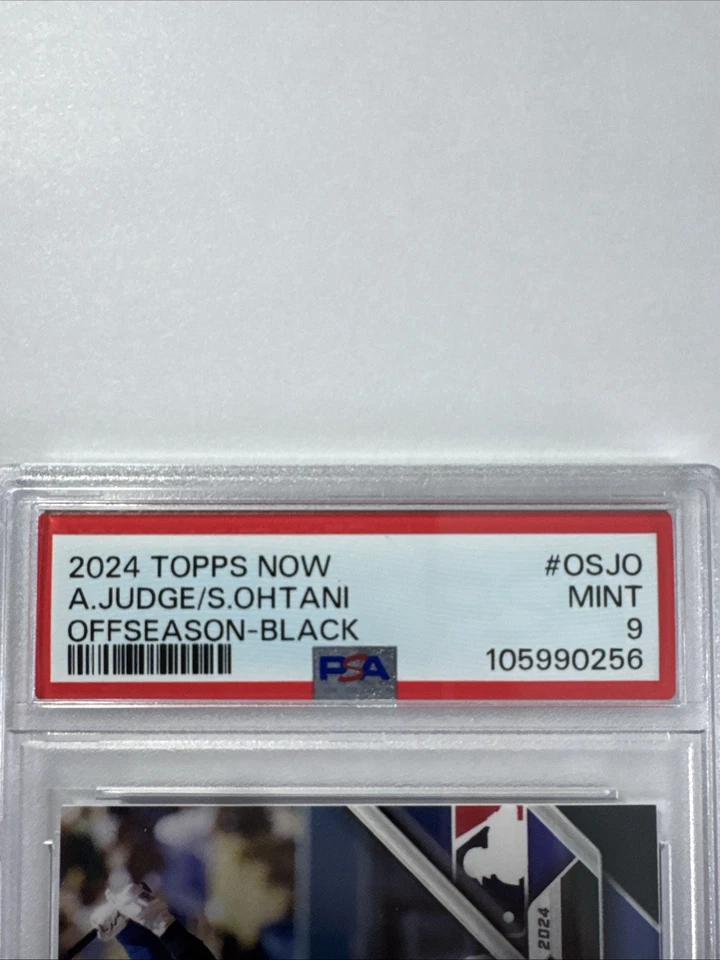 2024 TOPPS NOW #OSJO
A.JUDGE/S.OHTANI MINT
OFFSEASON-BLACK 9
PSA 105990256
2024